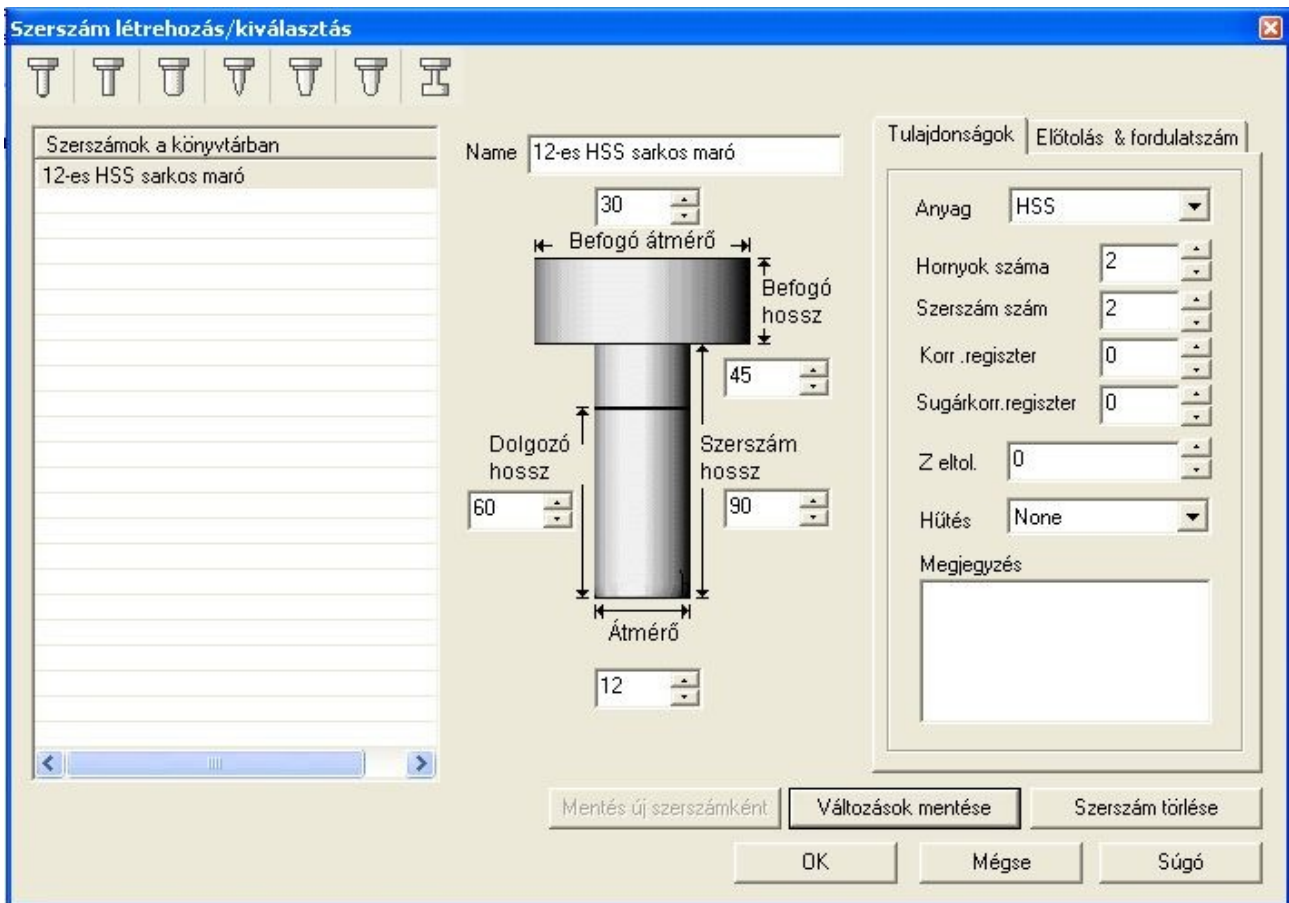 Szerszám létrehozás/kiválasztás
Szerszámok a könyvtárban
12-es HSS sarkos maró
Name 12-es HSS sarkos maró
30
Befogó átmérő
Befogó
hossz
45
Dolgozó
hossz
60
Szerszám
hossz
90
Átmérő
12
Tulajdonságok Előtolás & fordulatszám
Anyag HSS
Hornyok száma 2
Szerszám szám 2
Korr .regiszter 0
Sugárkorr.regiszter 0
Z eltol. 0
Hűtés None
Megjegyzés
Mentés új szerszámként Változások mentése Szerszám törlése
OK Mégse Súgó